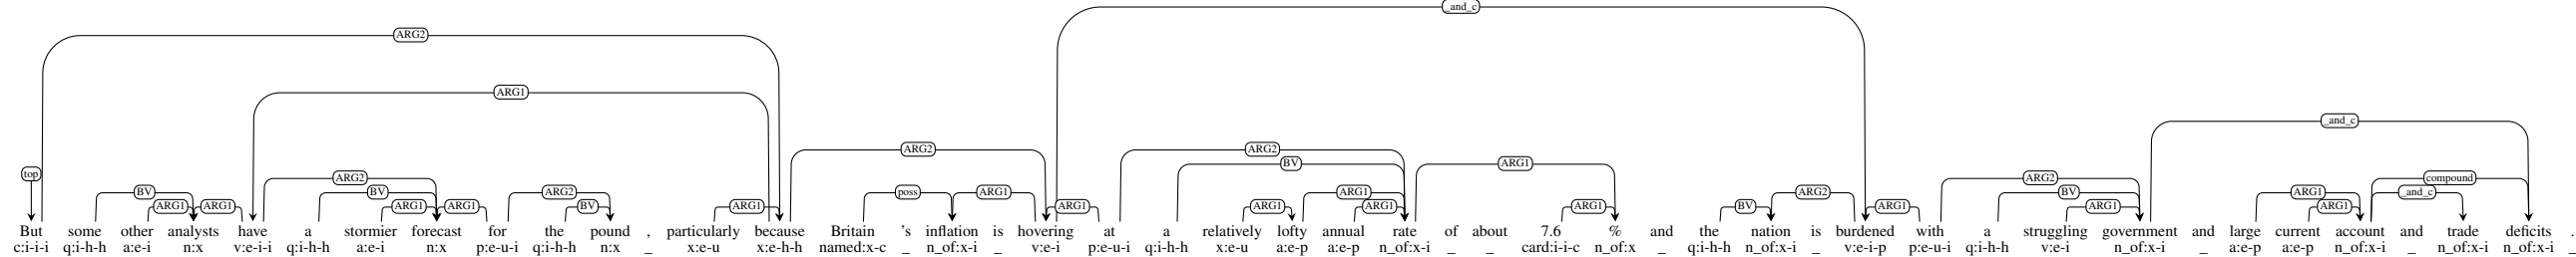 _and_c
ARG2
ARG1
_and_c
ARG2 ARG2 BV ARG1
top ARG2 ARG2 compound
BV BV ARG2 poss ARG1 ARG1 ARG2 BV ARG1 _and_c
ARG1 ARG1 ARG1 ARG1 BV ARG1 ARG1 ARG1 ARG1 ARG1 BV ARG1 ARG1 ARG1
But some other analysts have a stormier forecast for the pound , particularly because Britain 's inflation is hovering at a relatively lofty annual rate of about 7.6 % and the nation is burdened with a struggling government and large current account and trade deficits .
c:i-i-i q:i-h-h a:e-i n:x v:e-i-i q:i-h-h a:e-i n:x p:e-u-i q:i-h-h n:x _ x:e-u x:e-h-h named:x-c _ n_of:x-i _ v:e-i p:e-u-i q:i-h-h x:e-u a:e-p a:e-p n_of:x-i _ _ card:i-i-c n_of:x _ q:i-h-h n_of:x-i _ v:e-i-p p:e-u-i q:i-h-h v:e-i n_of:x-i _ a:e-p a:e-p n_of:x-i _ n_of:x-i n_of:x-i _